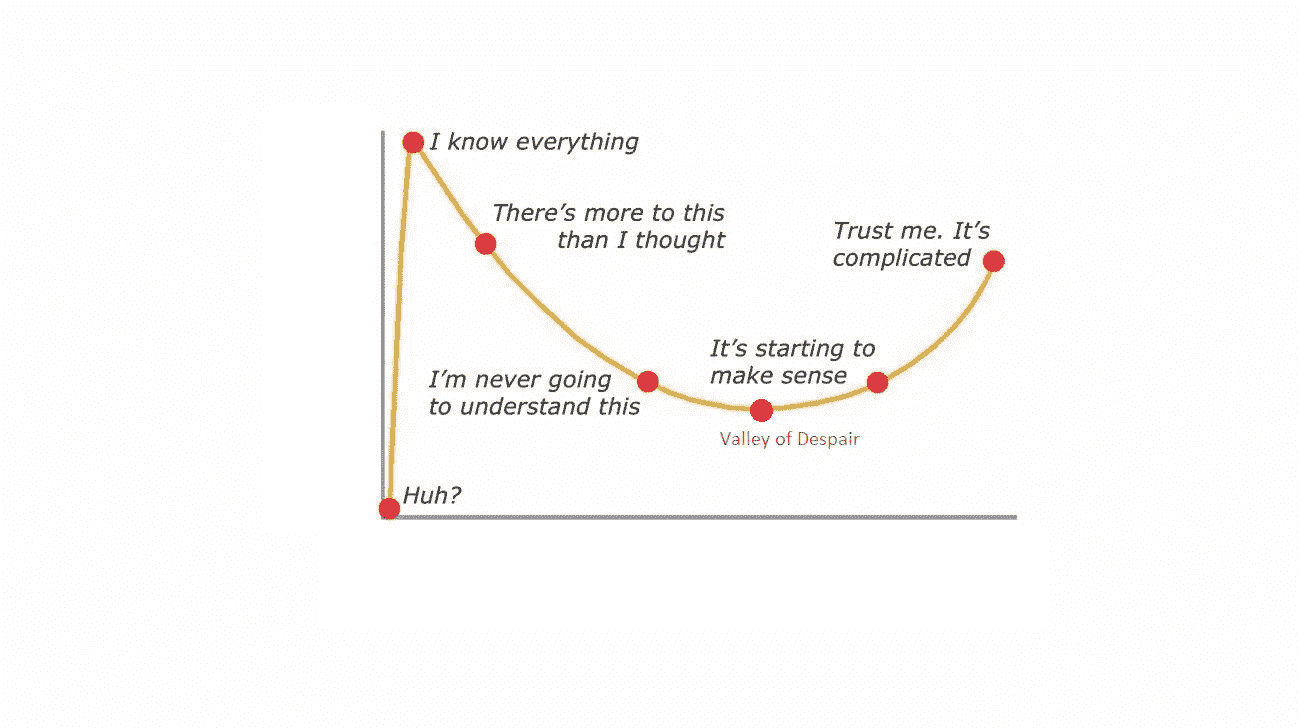 I know everything
There’s more to this
than I thought
Trust me. It’s
complicated
It’s starting to
make sense
I’m never going
to understand this
Valley of Despair
Huh?